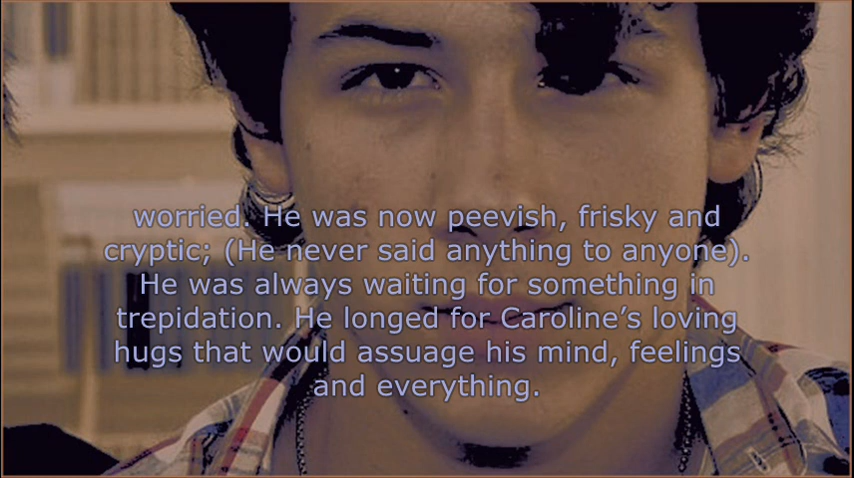 worried. He was now peevish, frisky and
cryptic; (He never said anything to anyone).
He was always waiting for something in
trepidation. He longed for Caroline’s loving
hugs that would assuage his mind, feelings
and everything.